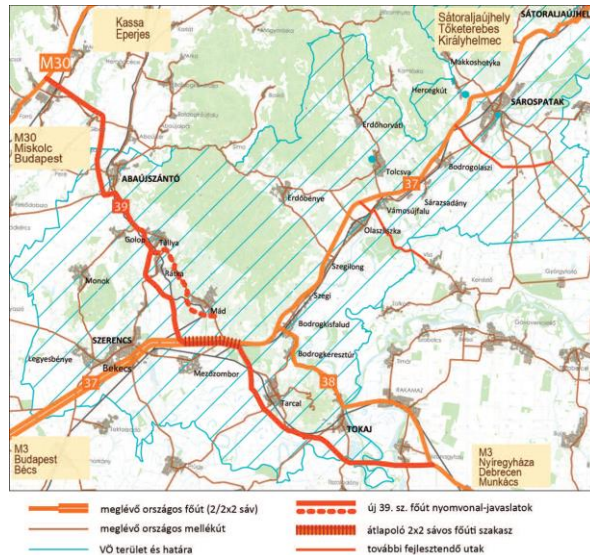 Kassa
Eperjes
Sátoraljaújhely
Tőketerebes
Királyhelmec
SÁTORALJAÚJHEL
Makkoshotyka
Hercegkút
SÁROSPATAK
M30
M30
Miskolc
Budapest
ABAÚJSZÁNTÓ
Erdőhorváti
Tolcsva
37
Bodrogolaszi
39
Erdőbénye
Sárazsadány
Vámosújfalu
Olaszliszka
Golop
Tállya
Rátka
Szegilong
Monok
Mád
Szegi
SZERENCS
Bodrogkisfalud
Legyesbénye
Bekecs
Bodrogkeresztúr
37
Mezőzombor
38
Tarcal
RAKAMAZ
TOKAJ
M3
Budapest
Bécs
M3
Nyíregyháza
Debrecen
Munkács
meglévő országos főút (2/2x2 sáv)
új 39. sz. főút nyomvonal-javaslatok
meglévő országos mellékút
átlapoló 2x2 sávos főúti szakasz
VÖ terület és határa
további fejlesztendő utak